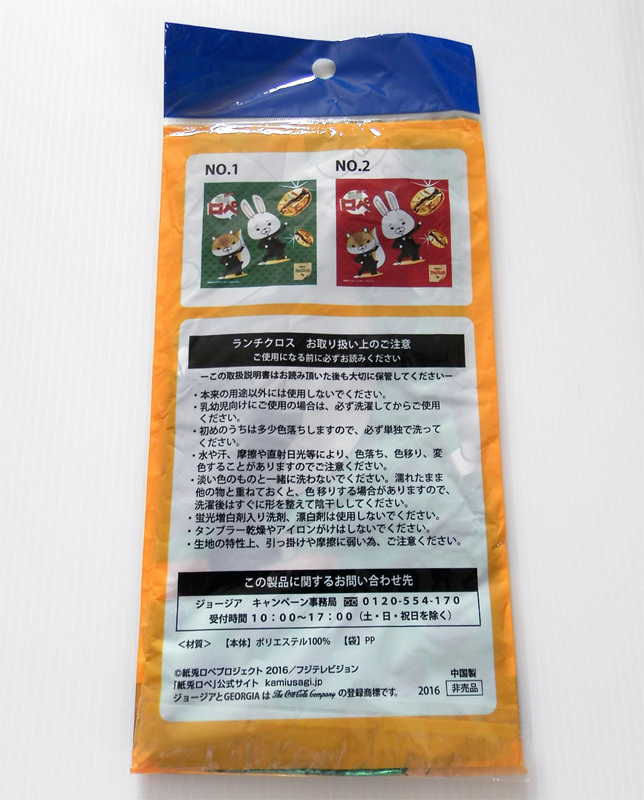 NO.1
NO.2
ロペ
ロペ
ランチクロス お取り扱い上のご注意
ご使用になる前に必ずお読みください
ーこの取扱説明書はお読み頂いた後も大切に保管してくださいー
・本来の用途以外には使用しないでください。
・乳幼児向けにご使用の場合は、必ず洗濯してからご使用
ください。
・初めのうちは多少色落ちしますので、必ず単独で洗って
ください。
・水や汗、摩擦や直射日光等により、色落ち、色移り、変
色することがありますのでご注意ください。
・淡い色のものと一緒に洗わないでください。濡れたまま
他の物と重ねておくと、色移りする場合がありますので、
洗濯後はすぐに形を整えて陰干ししてください。
・蛍光増白剤入り洗剤、漂白剤は使用しないでください。
・タンブラー乾燥やアイロンがけはしないでください。
・生地の特性上、引っ掛けや摩擦に弱い為、ご注意ください。
この製品に関するお問い合わせ先
ジョージア キャンペーン事務局 0120-554-170
受付時間 10:00〜17:00(土・日・祝日を除く)
<材質> 【本体】ポリエステル100% 【袋】PP
©紙兎ロペプロジェクト 2016/フジテレビジョン
「紙兎ロペ」公式サイト kamiusagi.jp
中国製
ジョージアとGEORGIA は The Coca-Cola Company の登録商標です。
2016 非売品